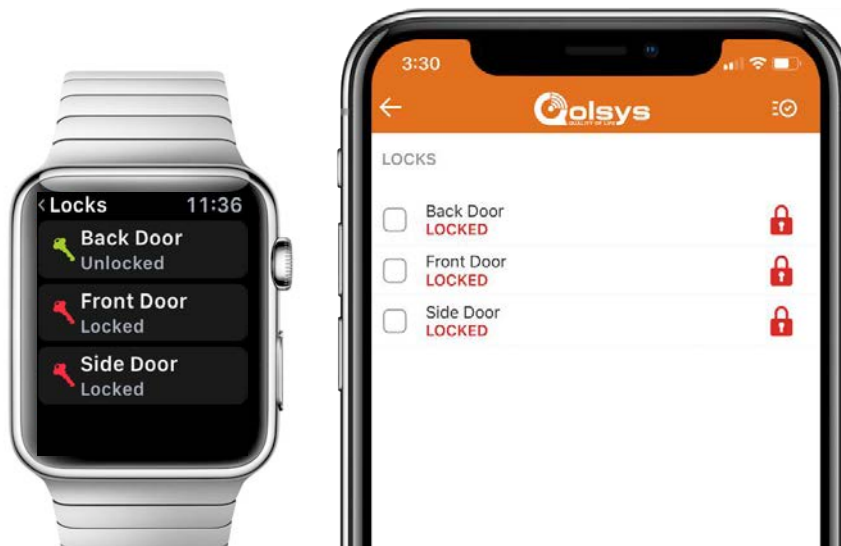 Locks 11:36
Back Door
Unlocked
Front Door
Locked
Side Door
Locked
3:30
Qolsys
QUALITY OF LIFE
LOCKS
Back Door
LOCKED
Front Door
LOCKED
Side Door
LOCKED